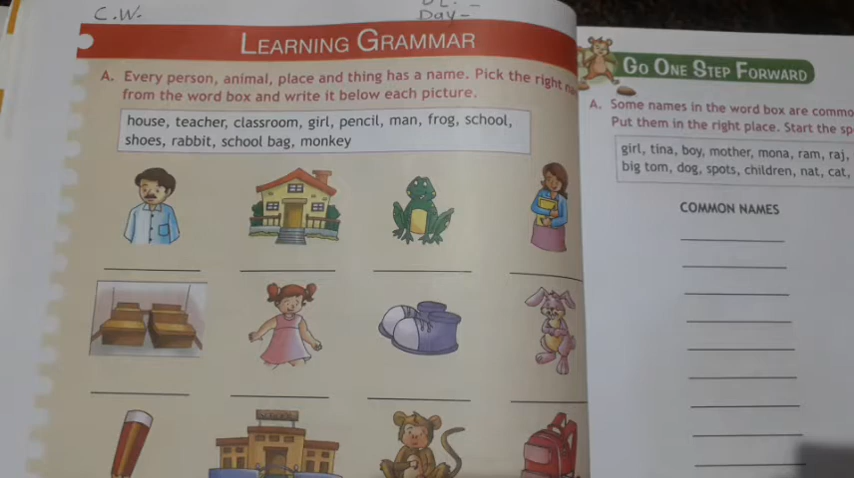 C.W.
Day-
LEARNING GRAMMAR
A. Every person, animal, place and thing has a name. Pick the right
from the word box and write it below each picture.
house, teacher, classroom, girl, pencil, man, frog, school,
shoes, rabbit, school bag, monkey
GO ONE STEP FORWARD
A. Some names in the word box are commo
Put them in the right place. Start the sp
girl, tina, boy, mother, mona, ram, raj,
big tom, dog, spots, children, nat, cat,
COMMON NAMES